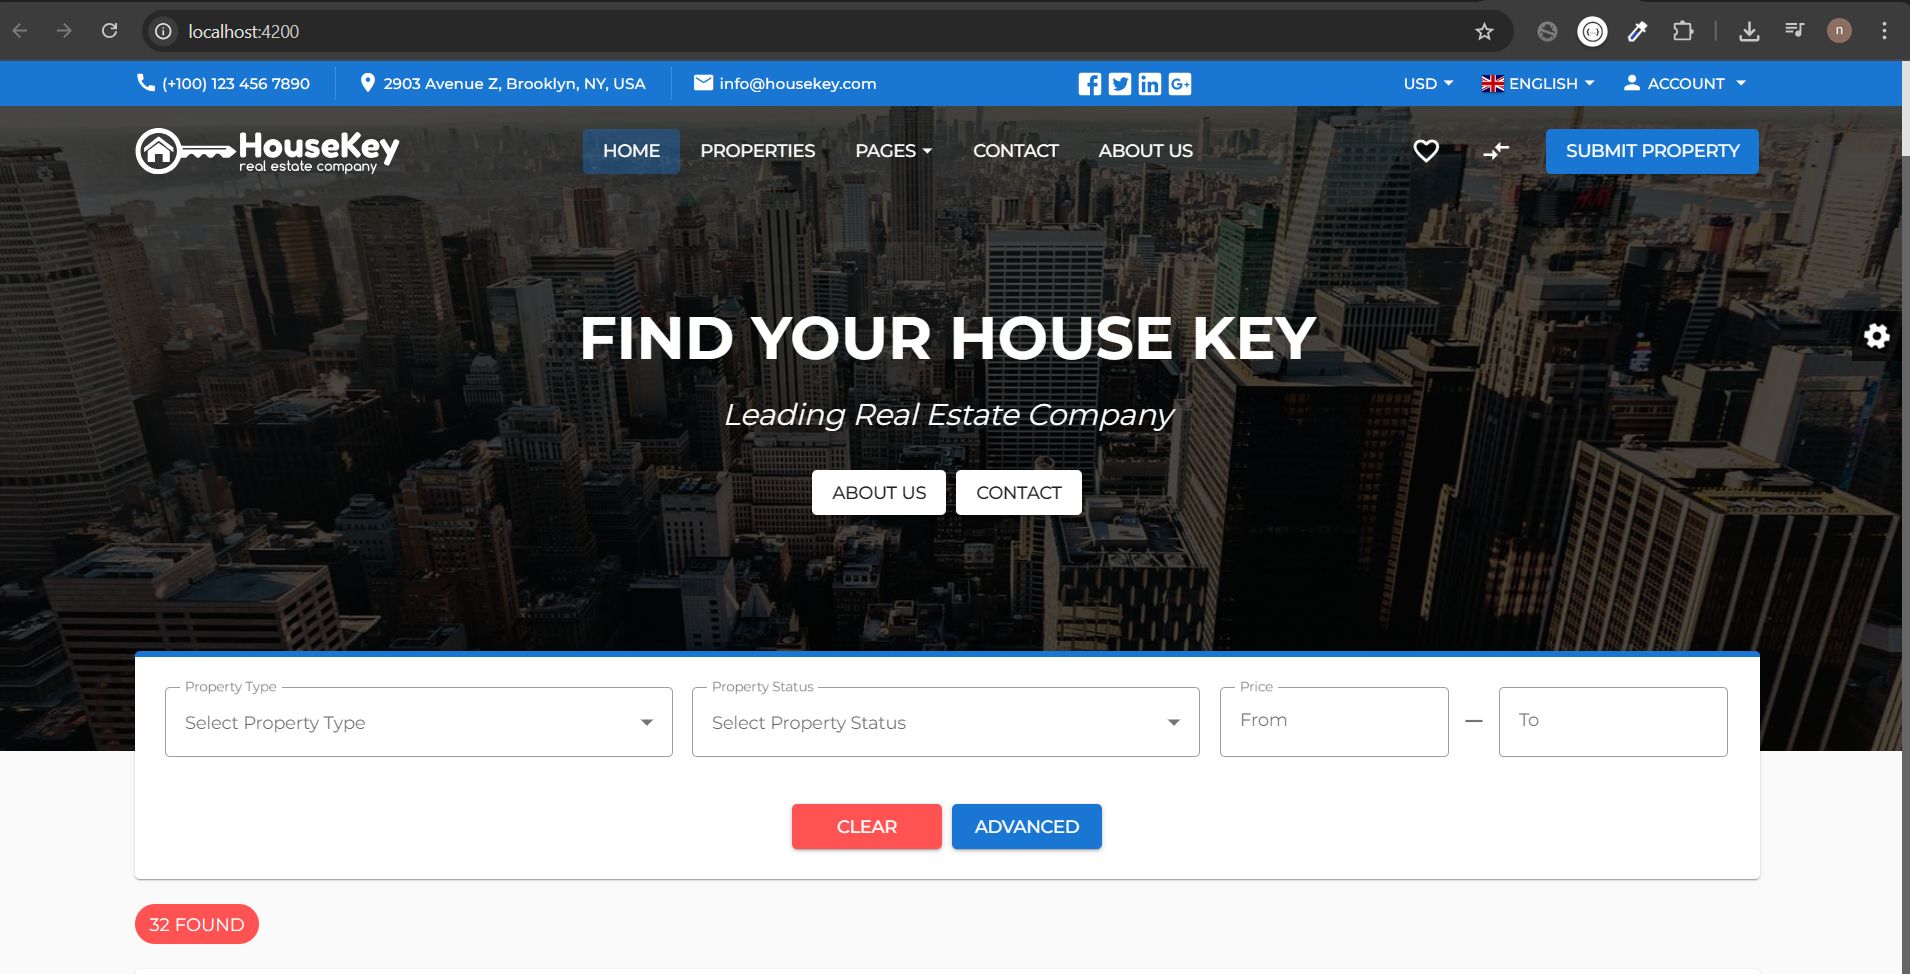 localhost:4200
n
(+100) 123 456 7890
2903 Avenue Z, Brooklyn, NY, USA
info@housekey.com
USD
ENGLISH
ACCOUNT
HouseKey
real estate company
HOME
PROPERTIES
PAGES
CONTACT
ABOUT US
SUBMIT PROPERTY
FIND YOUR HOUSE KEY
Leading Real Estate Company
ABOUT US
CONTACT
Property Type
Select Property Type
Property Status
Select Property Status
Price
From
To
CLEAR
ADVANCED
32 FOUND